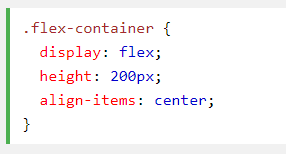 .flex-container {
  display: flex;
  height: 200px;
  align-items: center;
}